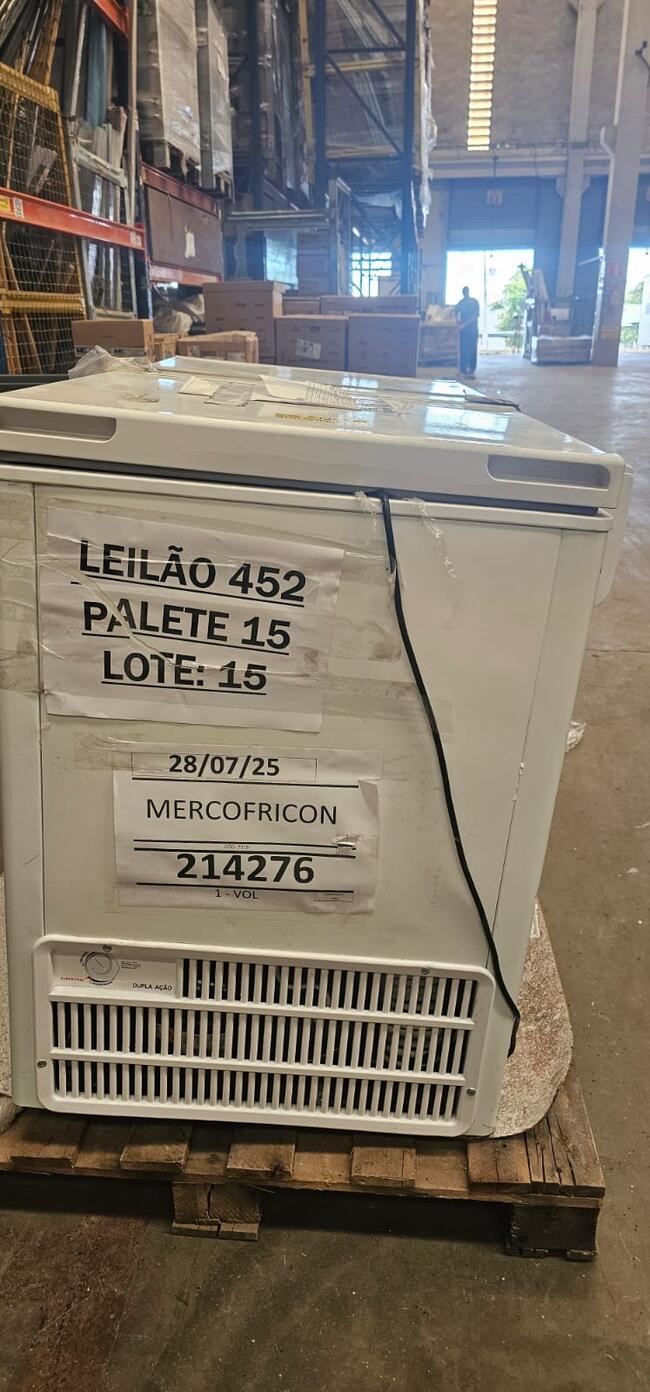 LEILÃO 452
PALETE 15
LOTE: 15
28/07/25
MERCOFRICON
214276
1 - VOL
DUPLA AÇÃO